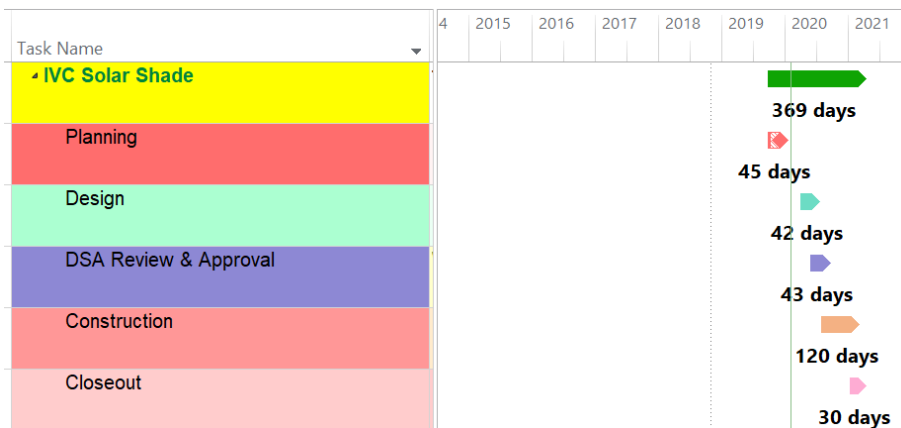 4 2015 2016 2017 2018 2019 2020 2021
Task Name
IVC Solar Shade
369 days
Planning
45 days
Design
42 days
DSA Review & Approval
43 days
Construction
120 days
Closeout
30 days